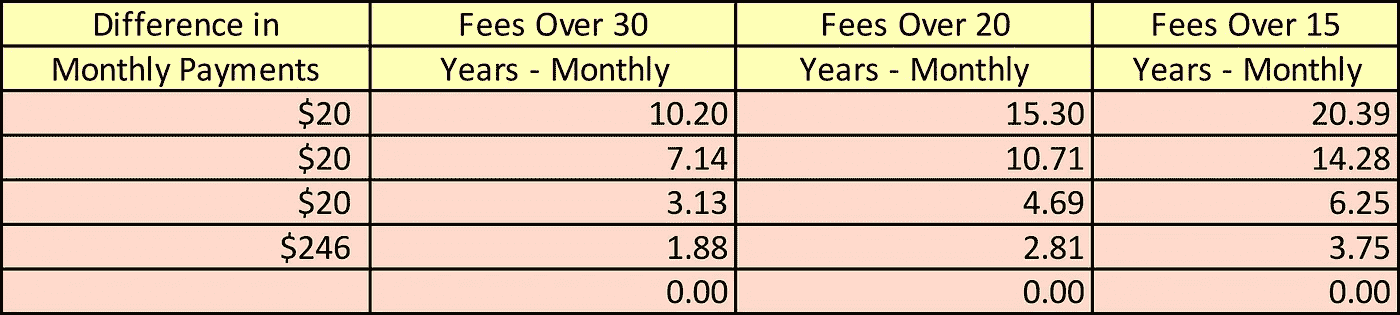 Difference in Fees Over 30 Fees Over 20 Fees Over 15
Monthly Payments Years - Monthly Years - Monthly Years - Monthly
$20 10.20 15.30 20.39
$20 7.14 10.71 14.28
$20 3.13 4.69 6.25
$246 1.88 2.81 3.75
0.00 0.00 0.00